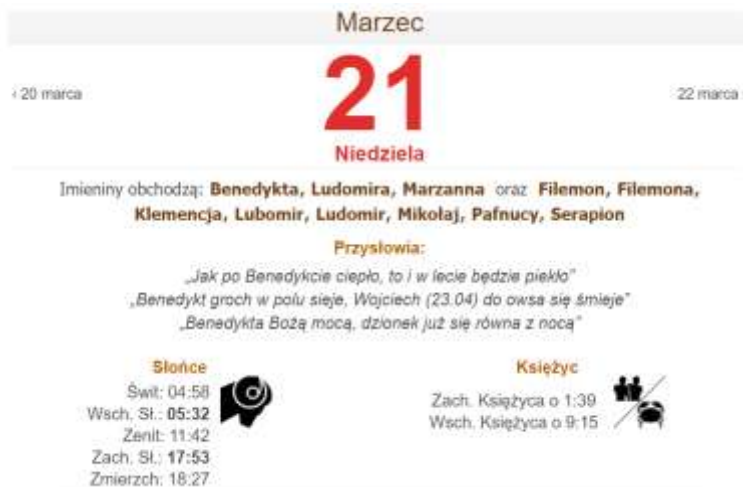 Marzec
‹ 20 marca
21
22 marca
Niedziela
Imieniny obchodzą: Benedykta, Ludomira, Marzanna oraz Filemon, Filemona,
Klemencja, Lubomir, Ludomir, Mikołaj, Pafnucy, Serapion
Przysłowia:
„Jak po Benedykcie ciepło, to i w lecie będzie piekło”
„Benedykt groch w polu sieje, Wojciech (23.04) do owsa się śmieje”
„Benedykta Bożą mocą, dzionek już się równa z nocą”
Słońce
Świt: 04:58
Wsch. Sł.: 05:32
Zenit: 11:42
Zach. Sł.: 17:53
Zmierzch: 18:27
Księżyc
Zach. Księżyca o 1:39
Wsch. Księżyca o 9:15